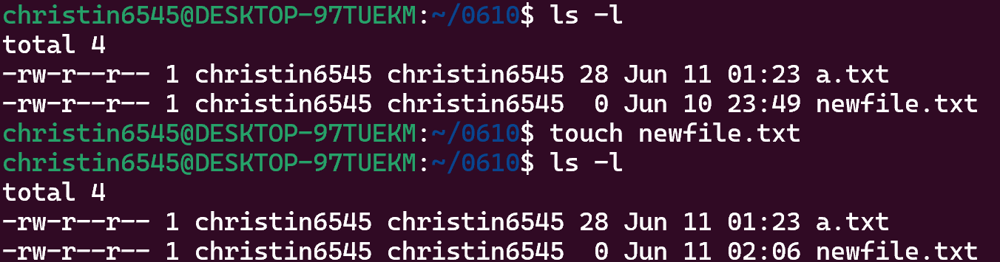 christin6545@DESKTOP-97TUEKM:~/0610$ ls -l
total 4
-rw-r--r-- 1 christin6545 christin6545 28 Jun 11 01:23 a.txt
-rw-r--r-- 1 christin6545 christin6545  0 Jun 10 23:49 newfile.txt
christin6545@DESKTOP-97TUEKM:~/0610$ touch newfile.txt
christin6545@DESKTOP-97TUEKM:~/0610$ ls -l
total 4
-rw-r--r-- 1 christin6545 christin6545 28 Jun 11 01:23 a.txt
-rw-r--r-- 1 christin6545 christin6545  0 Jun 11 02:06 newfile.txt